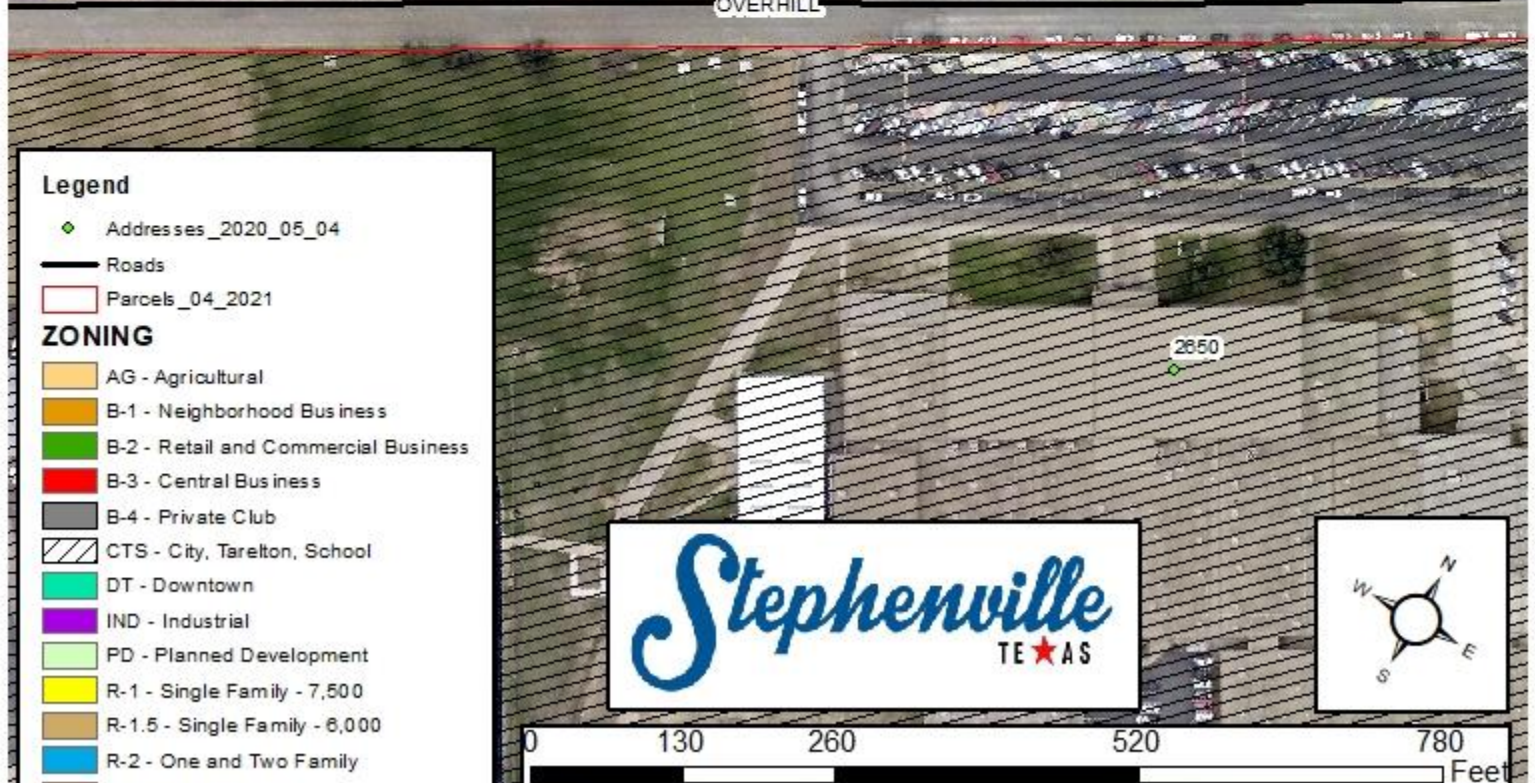 OVERHILL
Legend
Addresses_2020_05_04
Roads
Parcels_04_2021
ZONING
AG - Agricultural
B-1 - Neighborhood Business
B-2 - Retail and Commercial Business
B-3 - Central Business
B-4 - Private Club
CTS - City, Tarelton, School
DT - Downtown
IND - Industrial
PD - Planned Development
R-1 - Single Family - 7,500
R-1.5 - Single Family - 6,000
R-2 - One and Two Family
2650
Stephenville
TEXAS
N
W
E
S
0 130 260 520 780
Feet